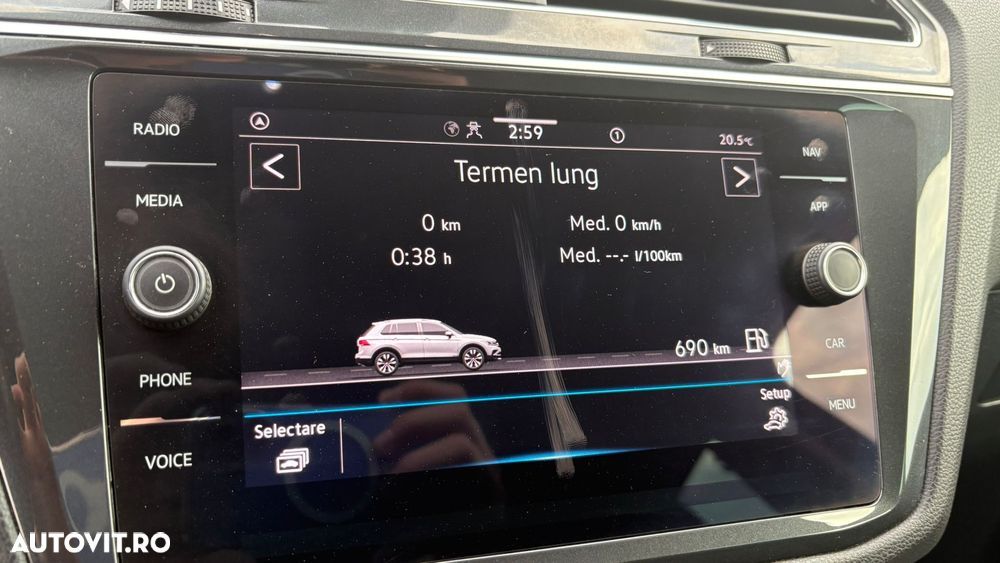 RADIO
MEDIA
PHONE
VOICE
2:59
1
20.5°C
<
Termen lung
>
0 km
Med. 0 km/h
0:38 h
Med. --.- l/100km
690 km
Setup
Selectare
NAV
APP
CAR
MENU
AUTOVIT.RO